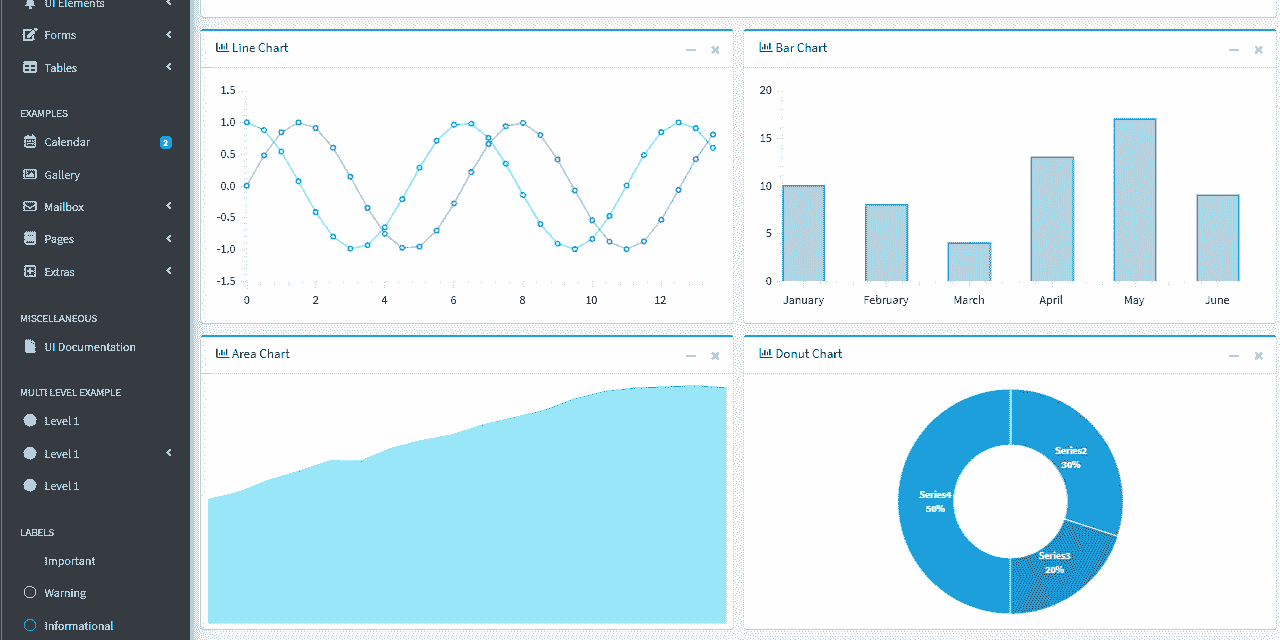 UI Elements
Forms
Tables
EXAMPLES
Calendar 2
Gallery
Mailbox
Pages
Extras
MISCELLANEOUS
UI Documentation
MULTI LEVEL EXAMPLE
Level 1
Level 1
Level 1
LABELS
Important
Warning
Informational
Line Chart
1.5
1.0
0.5
0.0
-0.5
-1.0
-1.5
0 2 4 6 8 10 12
Bar Chart
20
15
10
5
0
January February March April May June
Area Chart
Donut Chart
Series2
30%
Series4
50%
Series3
20%